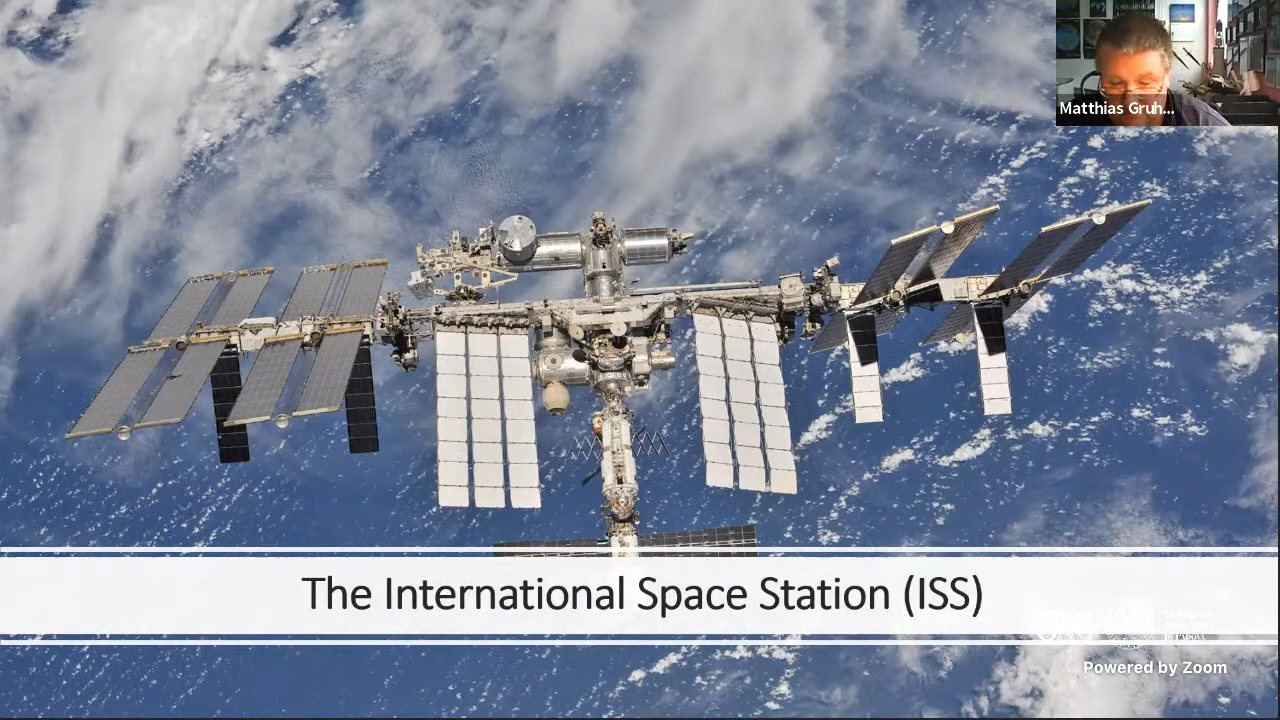 Matthias Gruh...
The International Space Station (ISS)
Powered by Zoom